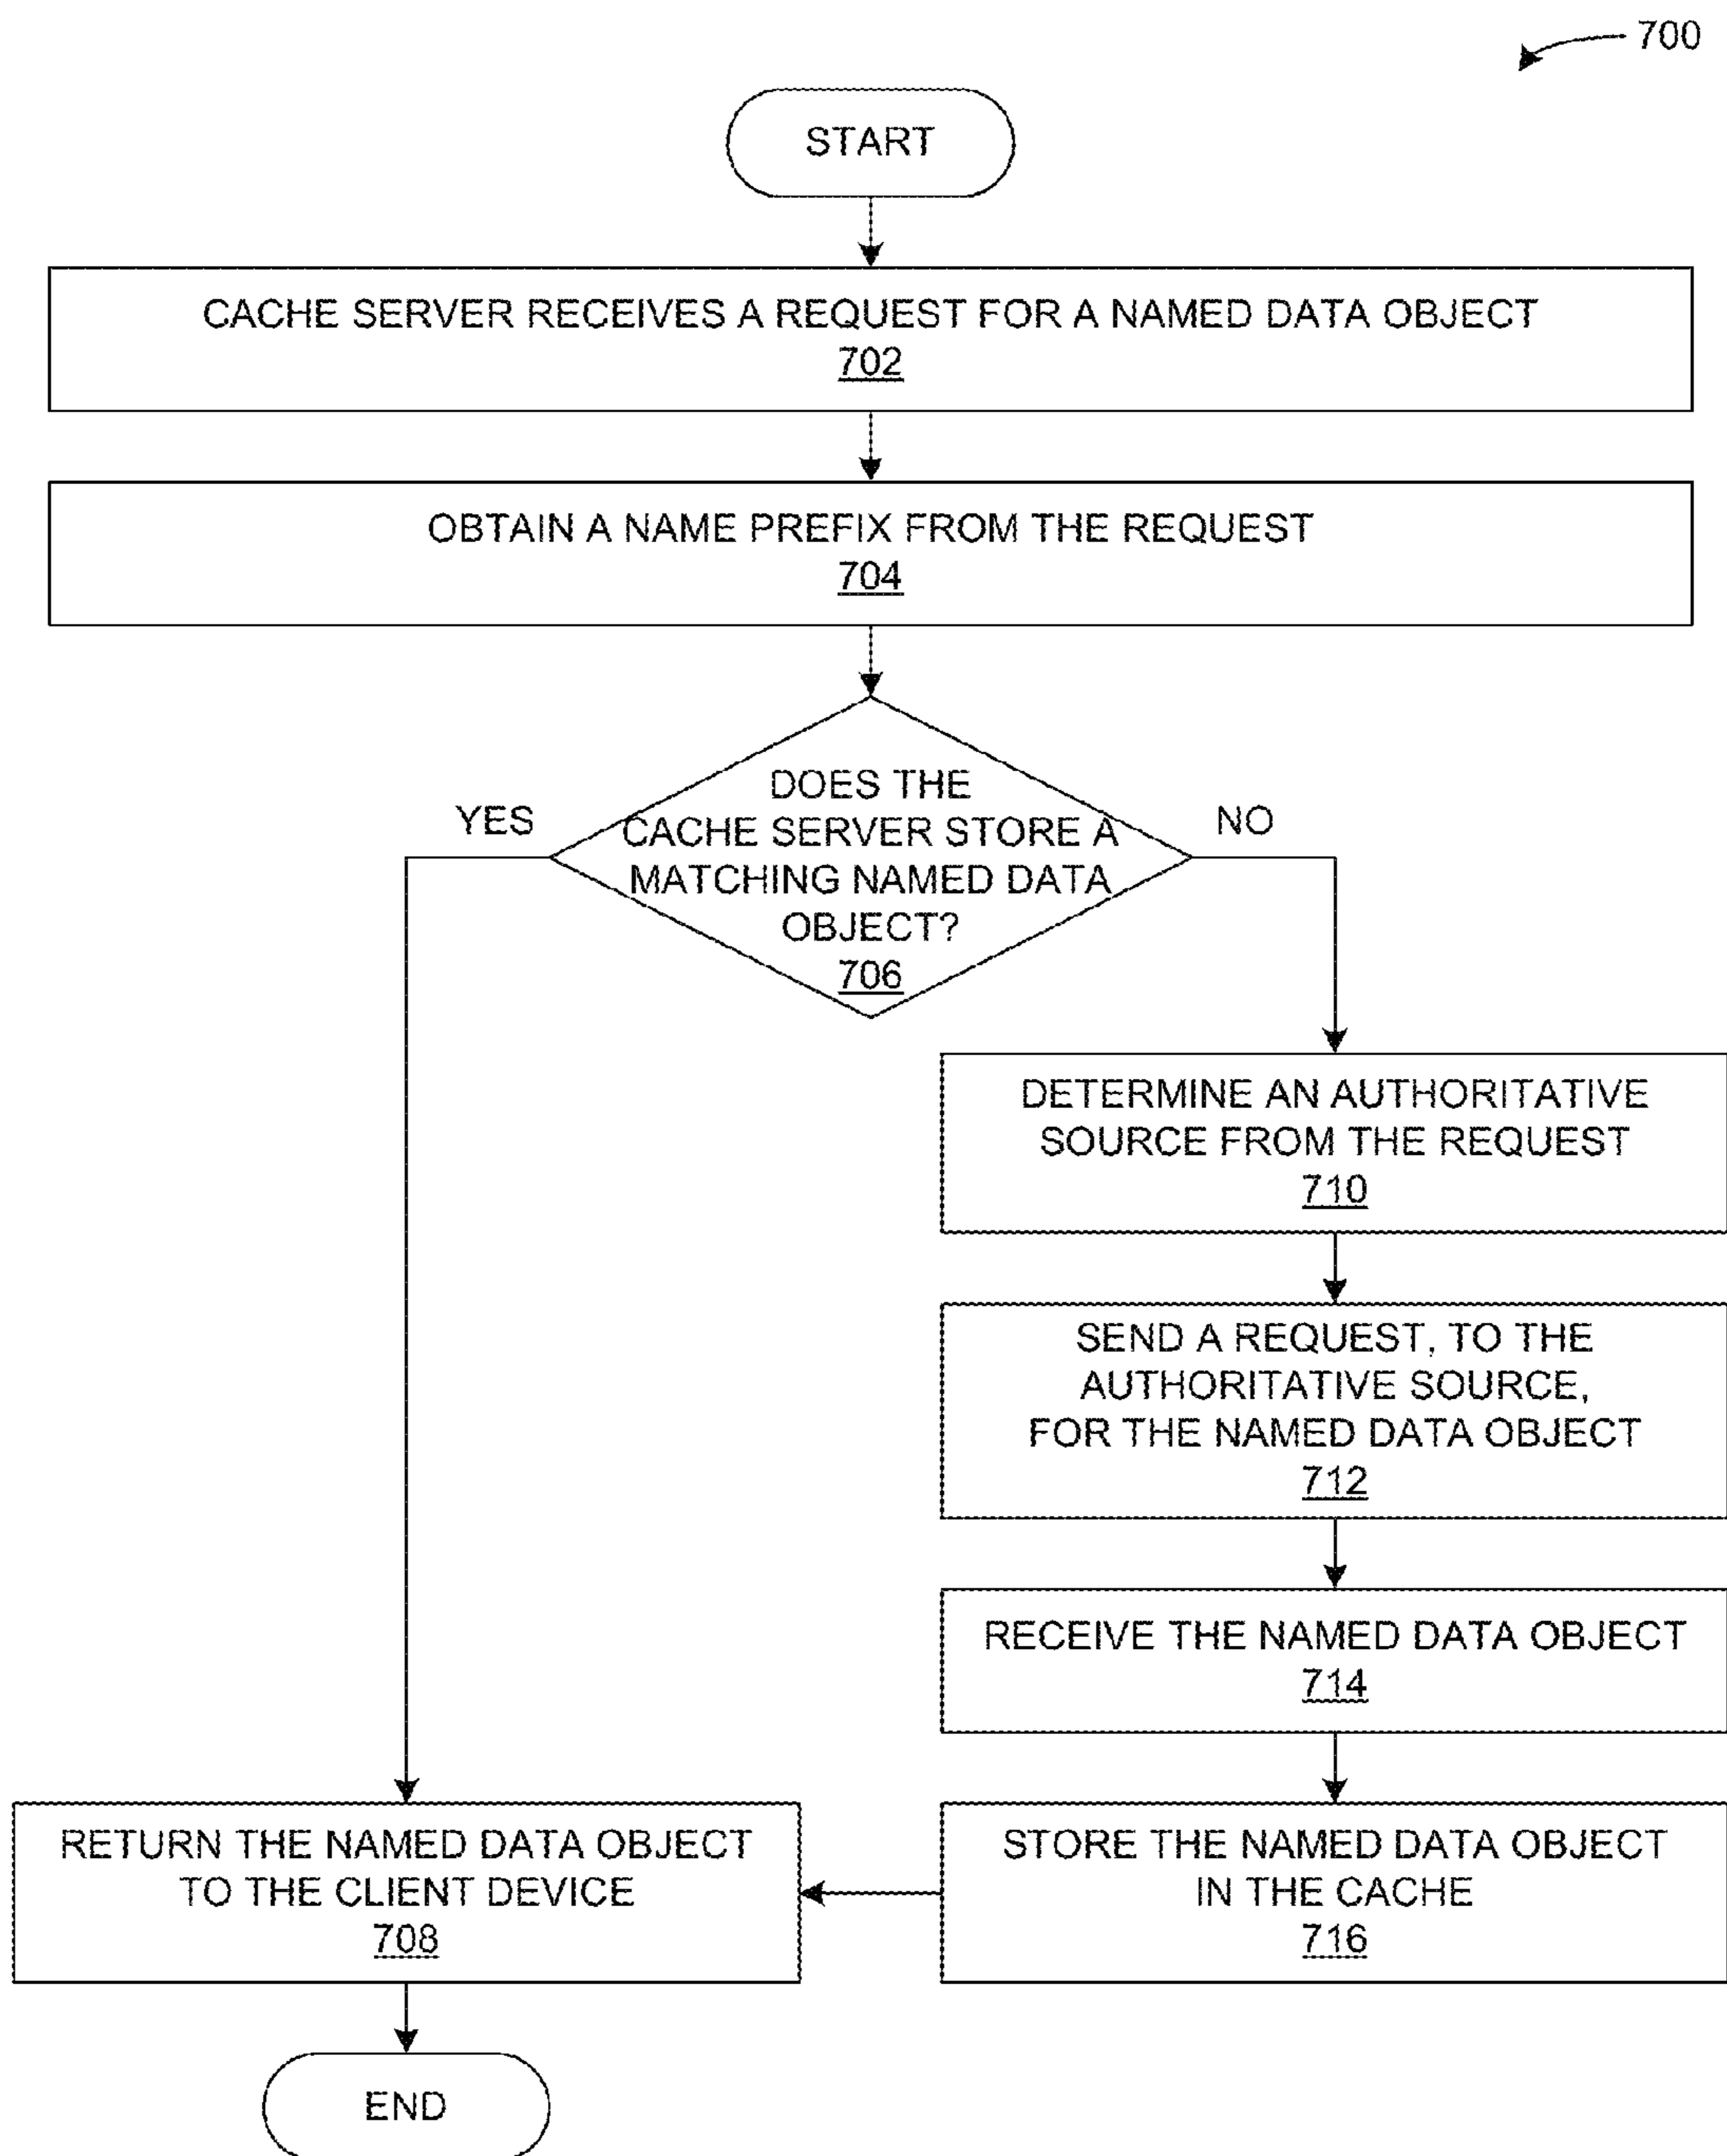 700
START
CACHE SERVER RECEIVES A REQUEST FOR A NAMED DATA OBJECT
702
OBTAIN A NAME PREFIX FROM THE REQUEST
704
DOES THE
CACHE SERVER STORE A
MATCHING NAMED DATA
OBJECT?
706
YES
NO
DETERMINE AN AUTHORITATIVE
SOURCE FROM THE REQUEST
710
SEND A REQUEST, TO THE
AUTHORITATIVE SOURCE,
FOR THE NAMED DATA OBJECT
712
RECEIVE THE NAMED DATA OBJECT
714
STORE THE NAMED DATA OBJECT
IN THE CACHE
716
RETURN THE NAMED DATA OBJECT
TO THE CLIENT DEVICE
708
END